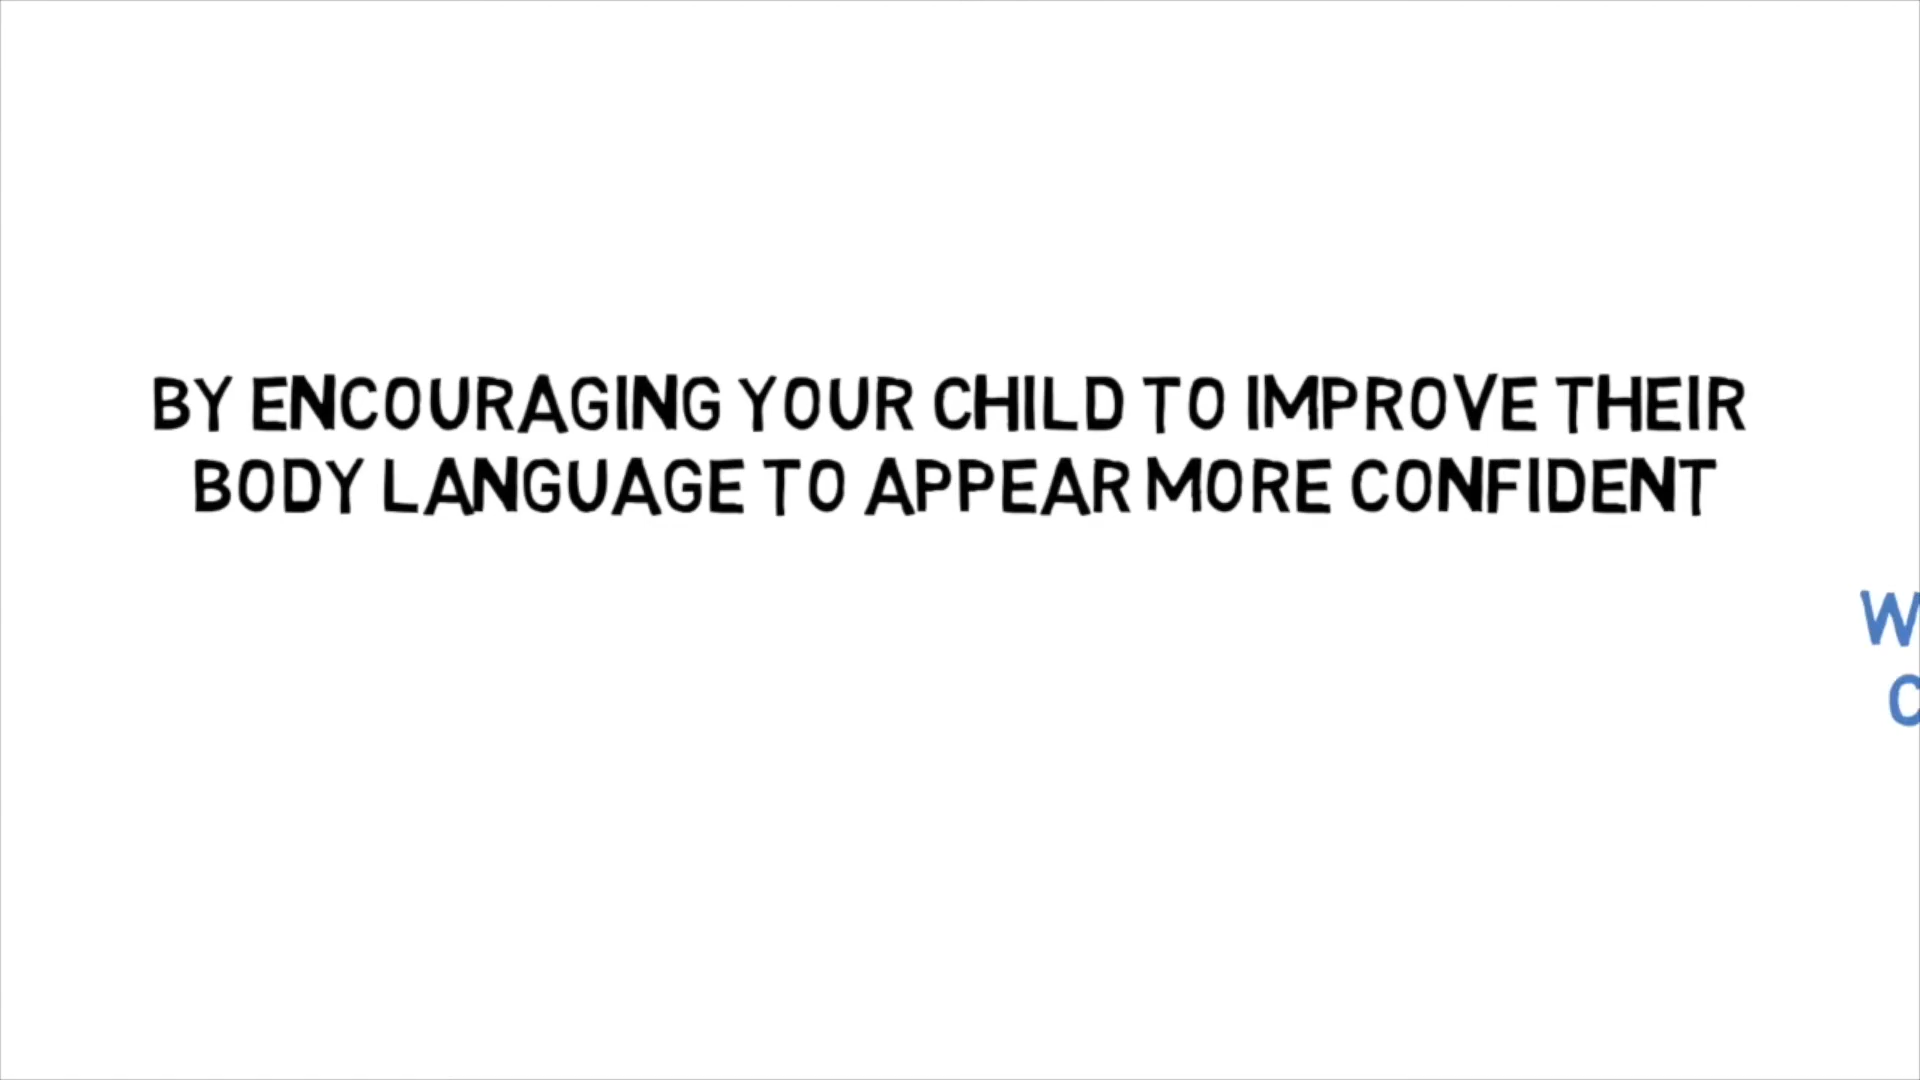 BY ENCOURAGING YOUR CHILD TO IMPROVE THEIR
BODY LANGUAGE TO APPEAR MORE CONFIDENT